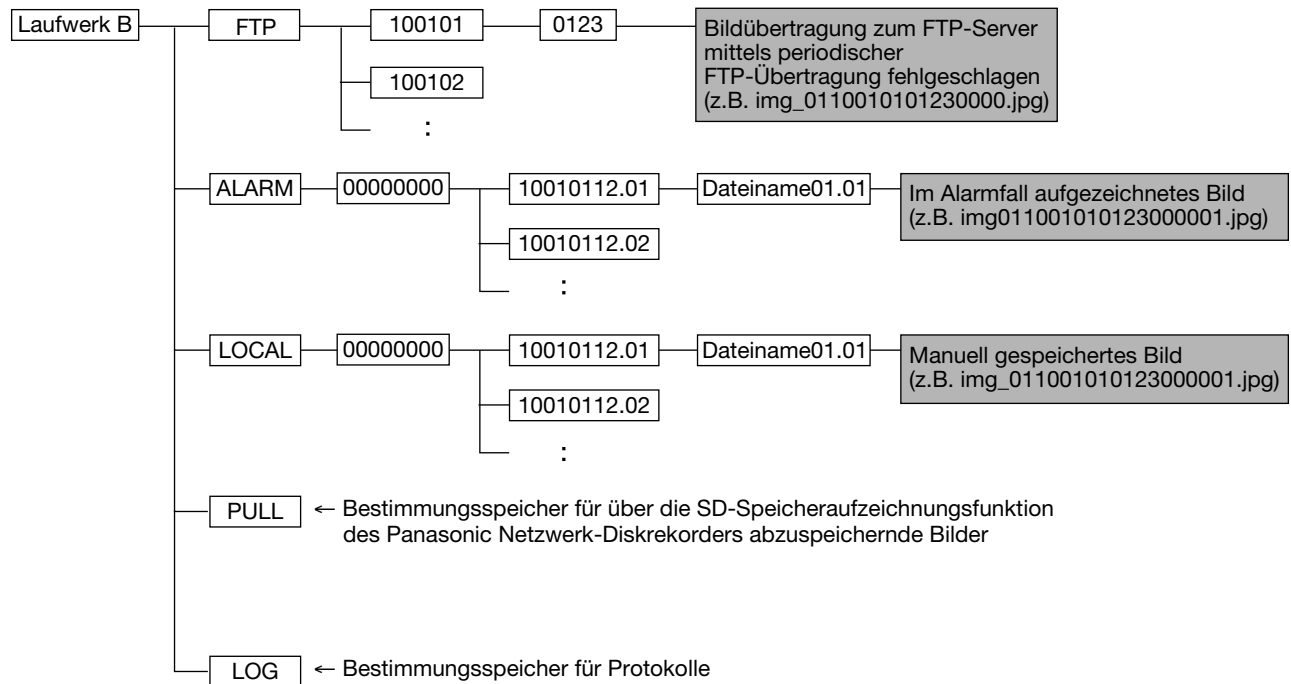 Laufwerk B
FTP
100101
0123
Bildübertragung zum FTP-Server
mittels periodischer
FTP-Übertragung fehlgeschlagen
(z.B. img_0110010101230000.jpg)
100102
:
ALARM
00000000
10010112.01
Dateiname01.01
Im Alarmfall aufgezeichnetes Bild
(z.B. img011001010123000001.jpg)
10010112.02
:
LOCAL
00000000
10010112.01
Dateiname01.01
Manuell gespeichertes Bild
(z.B. img_011001010123000001.jpg)
10010112.02
:
PULL
← Bestimmungsspeicher für über die SD-Speicheraufzeichnungsfunktion
des Panasonic Netzwerk-Diskrekorders abzuspeichernde Bilder
LOG
← Bestimmungsspeicher für Protokolle